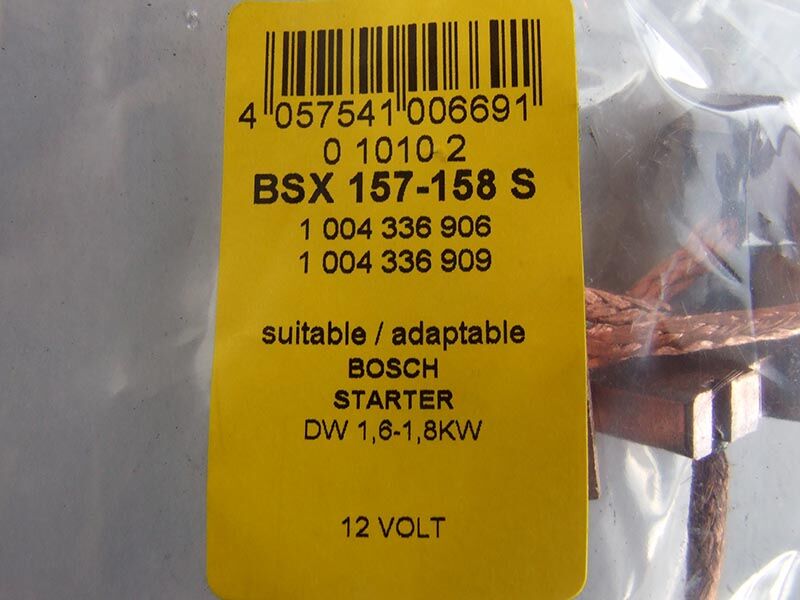 4 057541 006691
0 1010 2
BSX 157-158 S
1 004 336 906
1 004 336 909
suitable / adaptable
BOSCH
STARTER
DW 1,6-1,8KW
12 VOLT